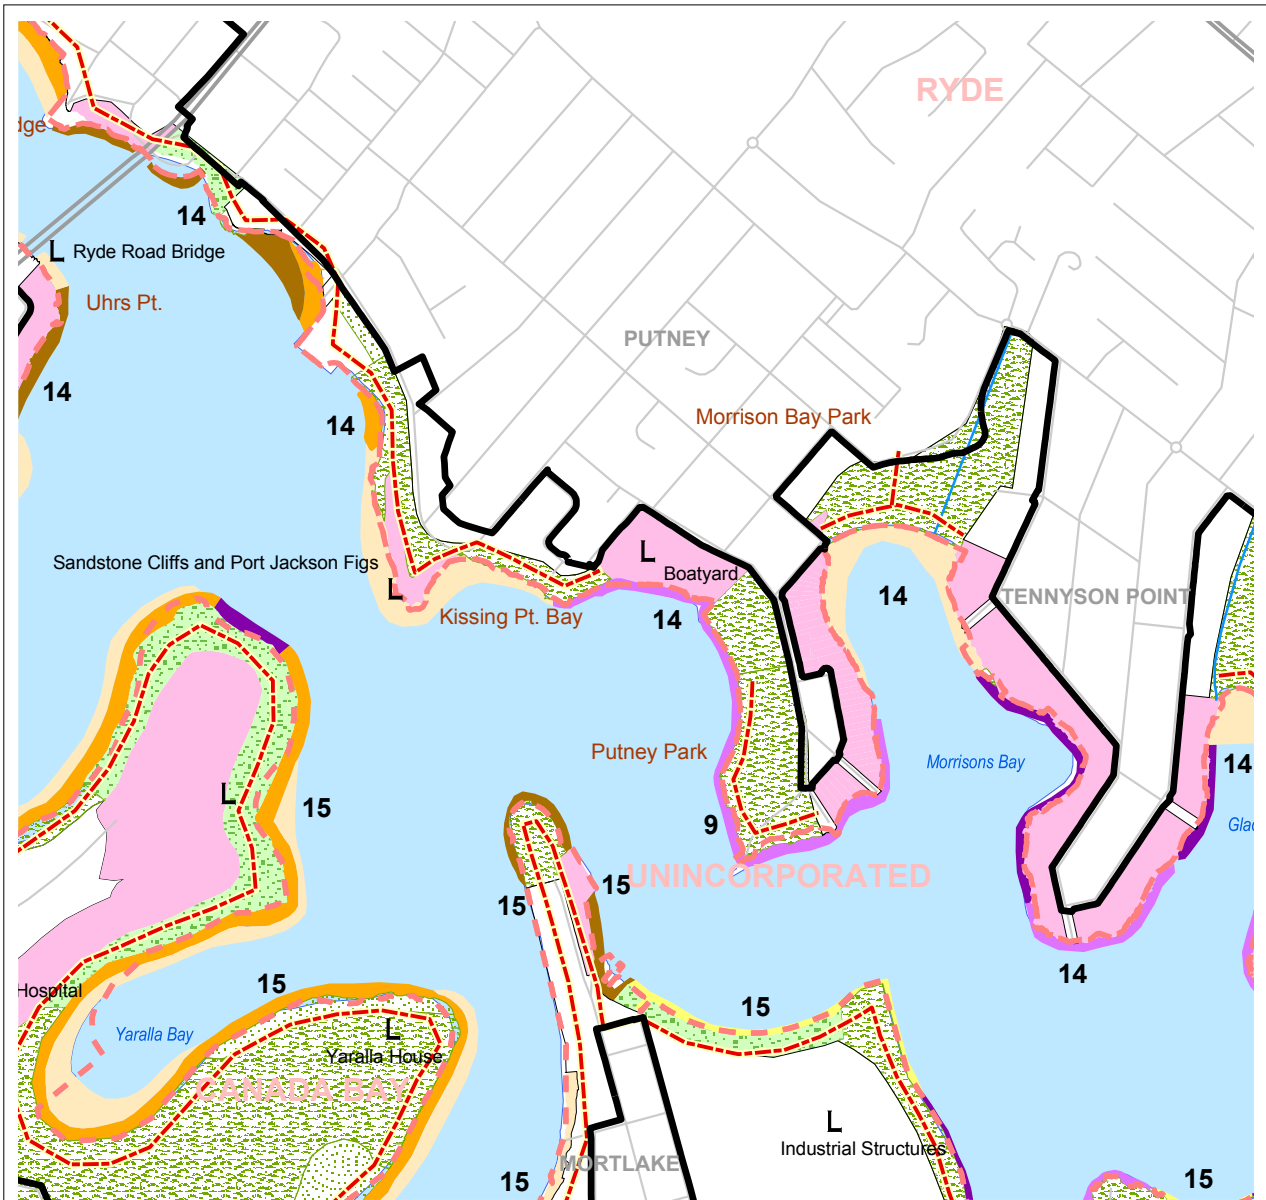 RYDE
dge
14
L Ryde Road Bridge
Uhrs Pt.
PUTNEY
14
14
Morrison Bay Park
L
Sandstone Cliffs and Port Jackson Figs
Boatyard
L
14
TENNYSON POINT
Kissing Pt. Bay
14
Putney Park
Morrisons Bay
14
L
15
9
Glad
15
UNINCORPORATED
15
14
15
Hospital
15
L
Yaralla Bay
Yaralla House
CANADA BAY
L
Industrial Structures
MORTLAKE
15
15